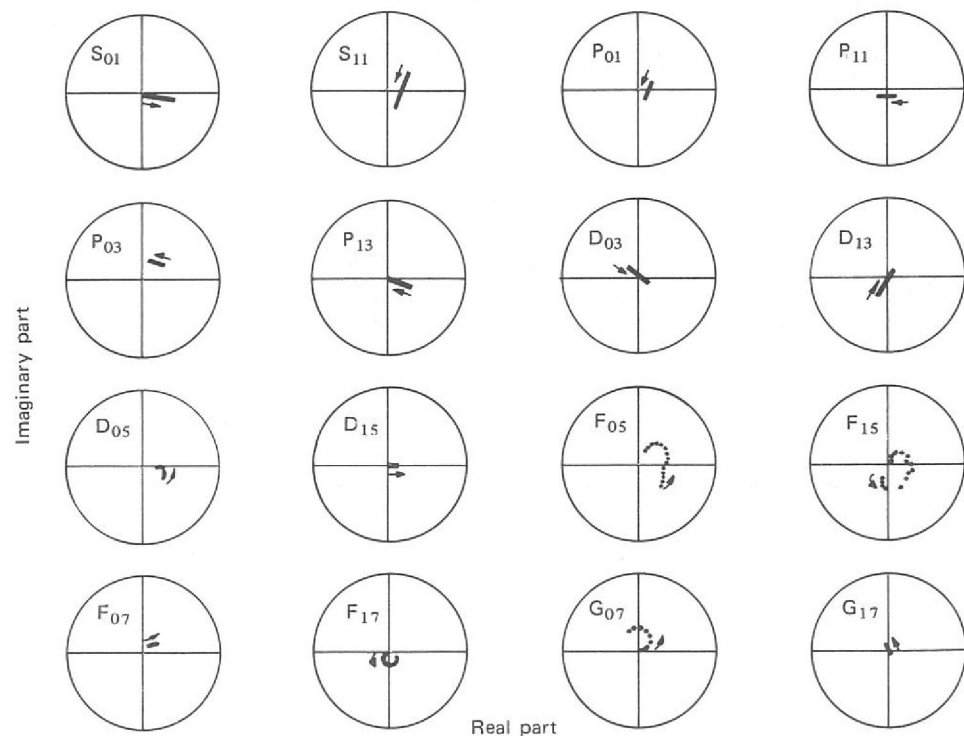 S01
S11
P01
P11
P03
P13
D03
D13
D05
D15
F05
F15
F07
F17
G07
G17
Imaginary part
Real part